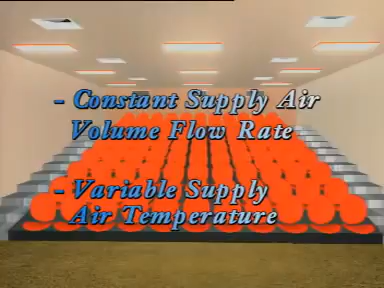 - Constant Supply Air
Volume Flow Rate
- Variable Supply
Air Temperature